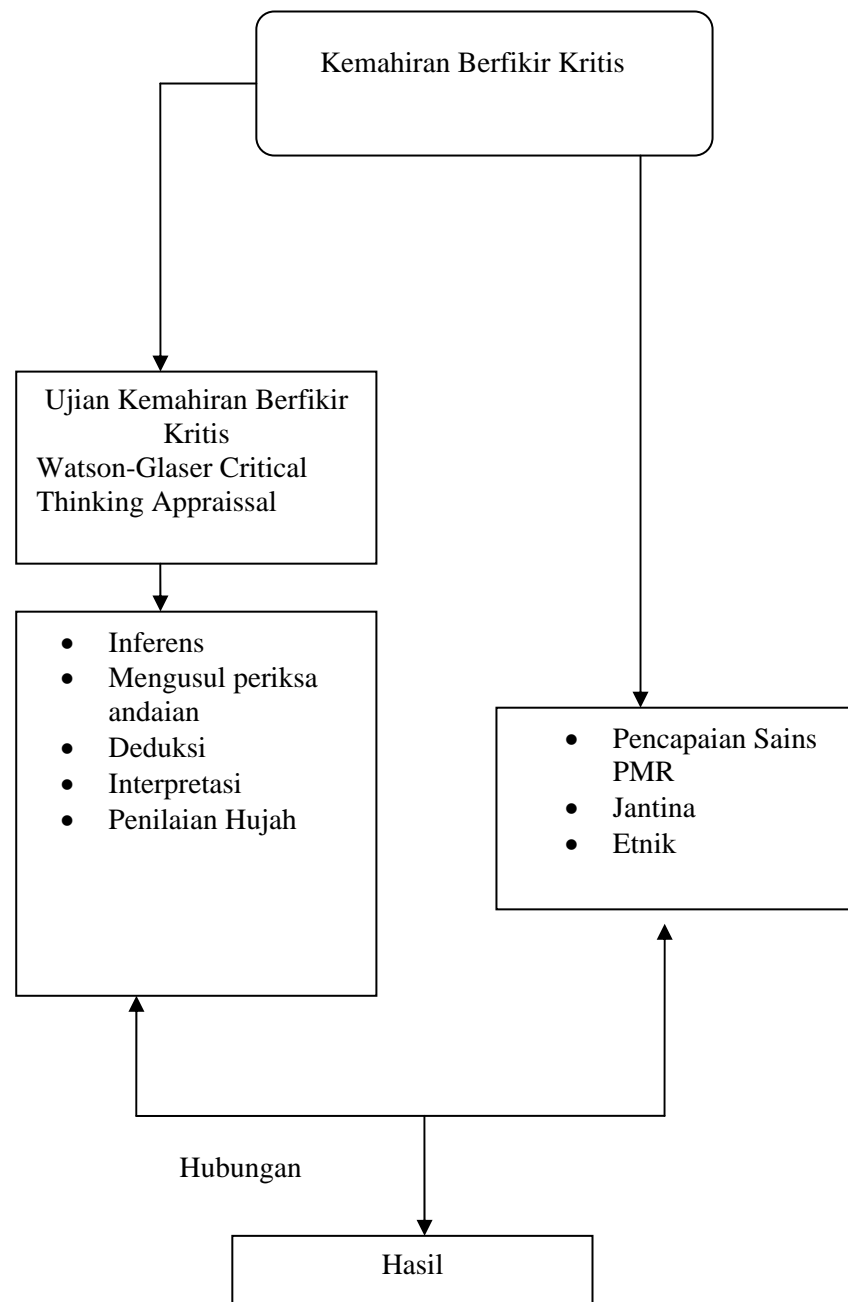 Kemahiran Berfikir Kritis
Ujian Kemahiran Berfikir
Kritis
Watson-Glaser Critical
Thinking Appraissal
• Inferens
• Mengusul periksa
andaian
• Deduksi
• Interpretasi
• Penilaian Hujah
• Pencapaian Sains
PMR
• Jantina
• Etnik
Hubungan
Hasil